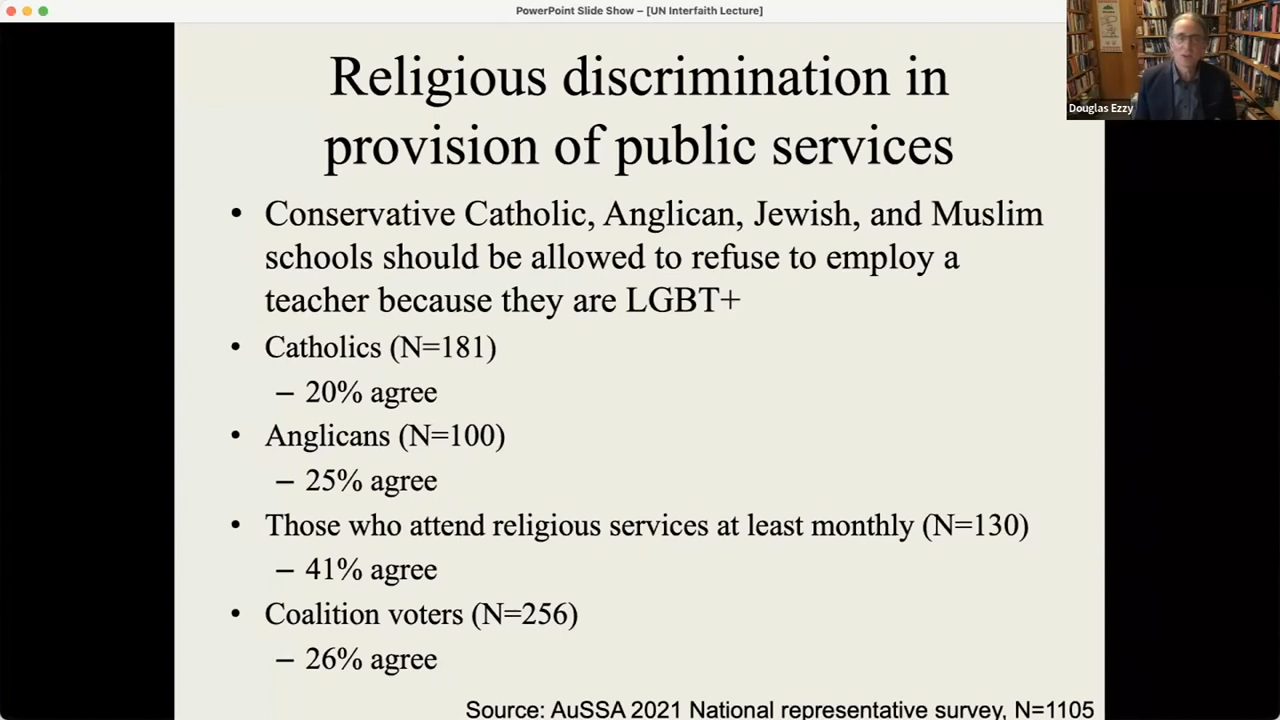 PowerPoint Slide Show – [UN Interfaith Lecture]
Douglas Ezzy
Religious discrimination in
provision of public services
• Conservative Catholic, Anglican, Jewish, and Muslim
schools should be allowed to refuse to employ a
teacher because they are LGBT+
• Catholics (N=181)
– 20% agree
• Anglicans (N=100)
– 25% agree
• Those who attend religious services at least monthly (N=130)
– 41% agree
• Coalition voters (N=256)
– 26% agree
Source: AuSSA 2021 National representative survey, N=1105